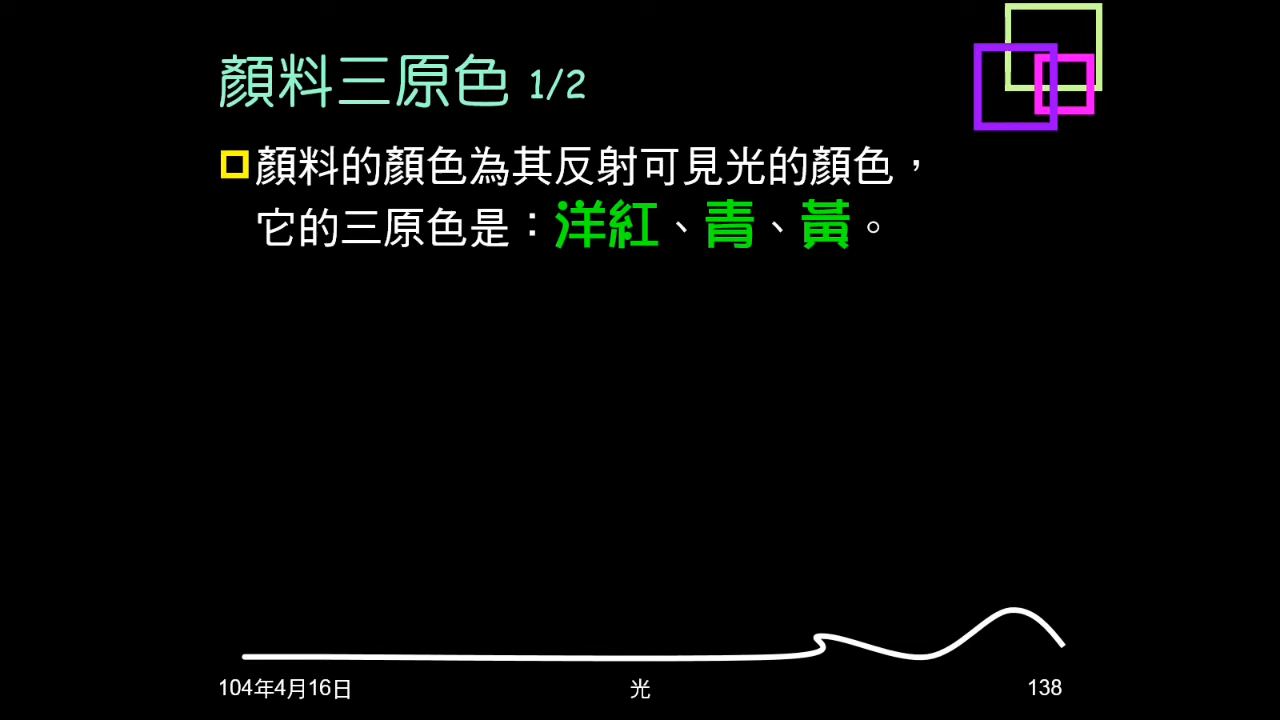 顏料三原色 1/2
顏料的顏色為其反射可見光的顏色，
它的三原色是：洋紅、青、黃。
104年4月16日
光
138